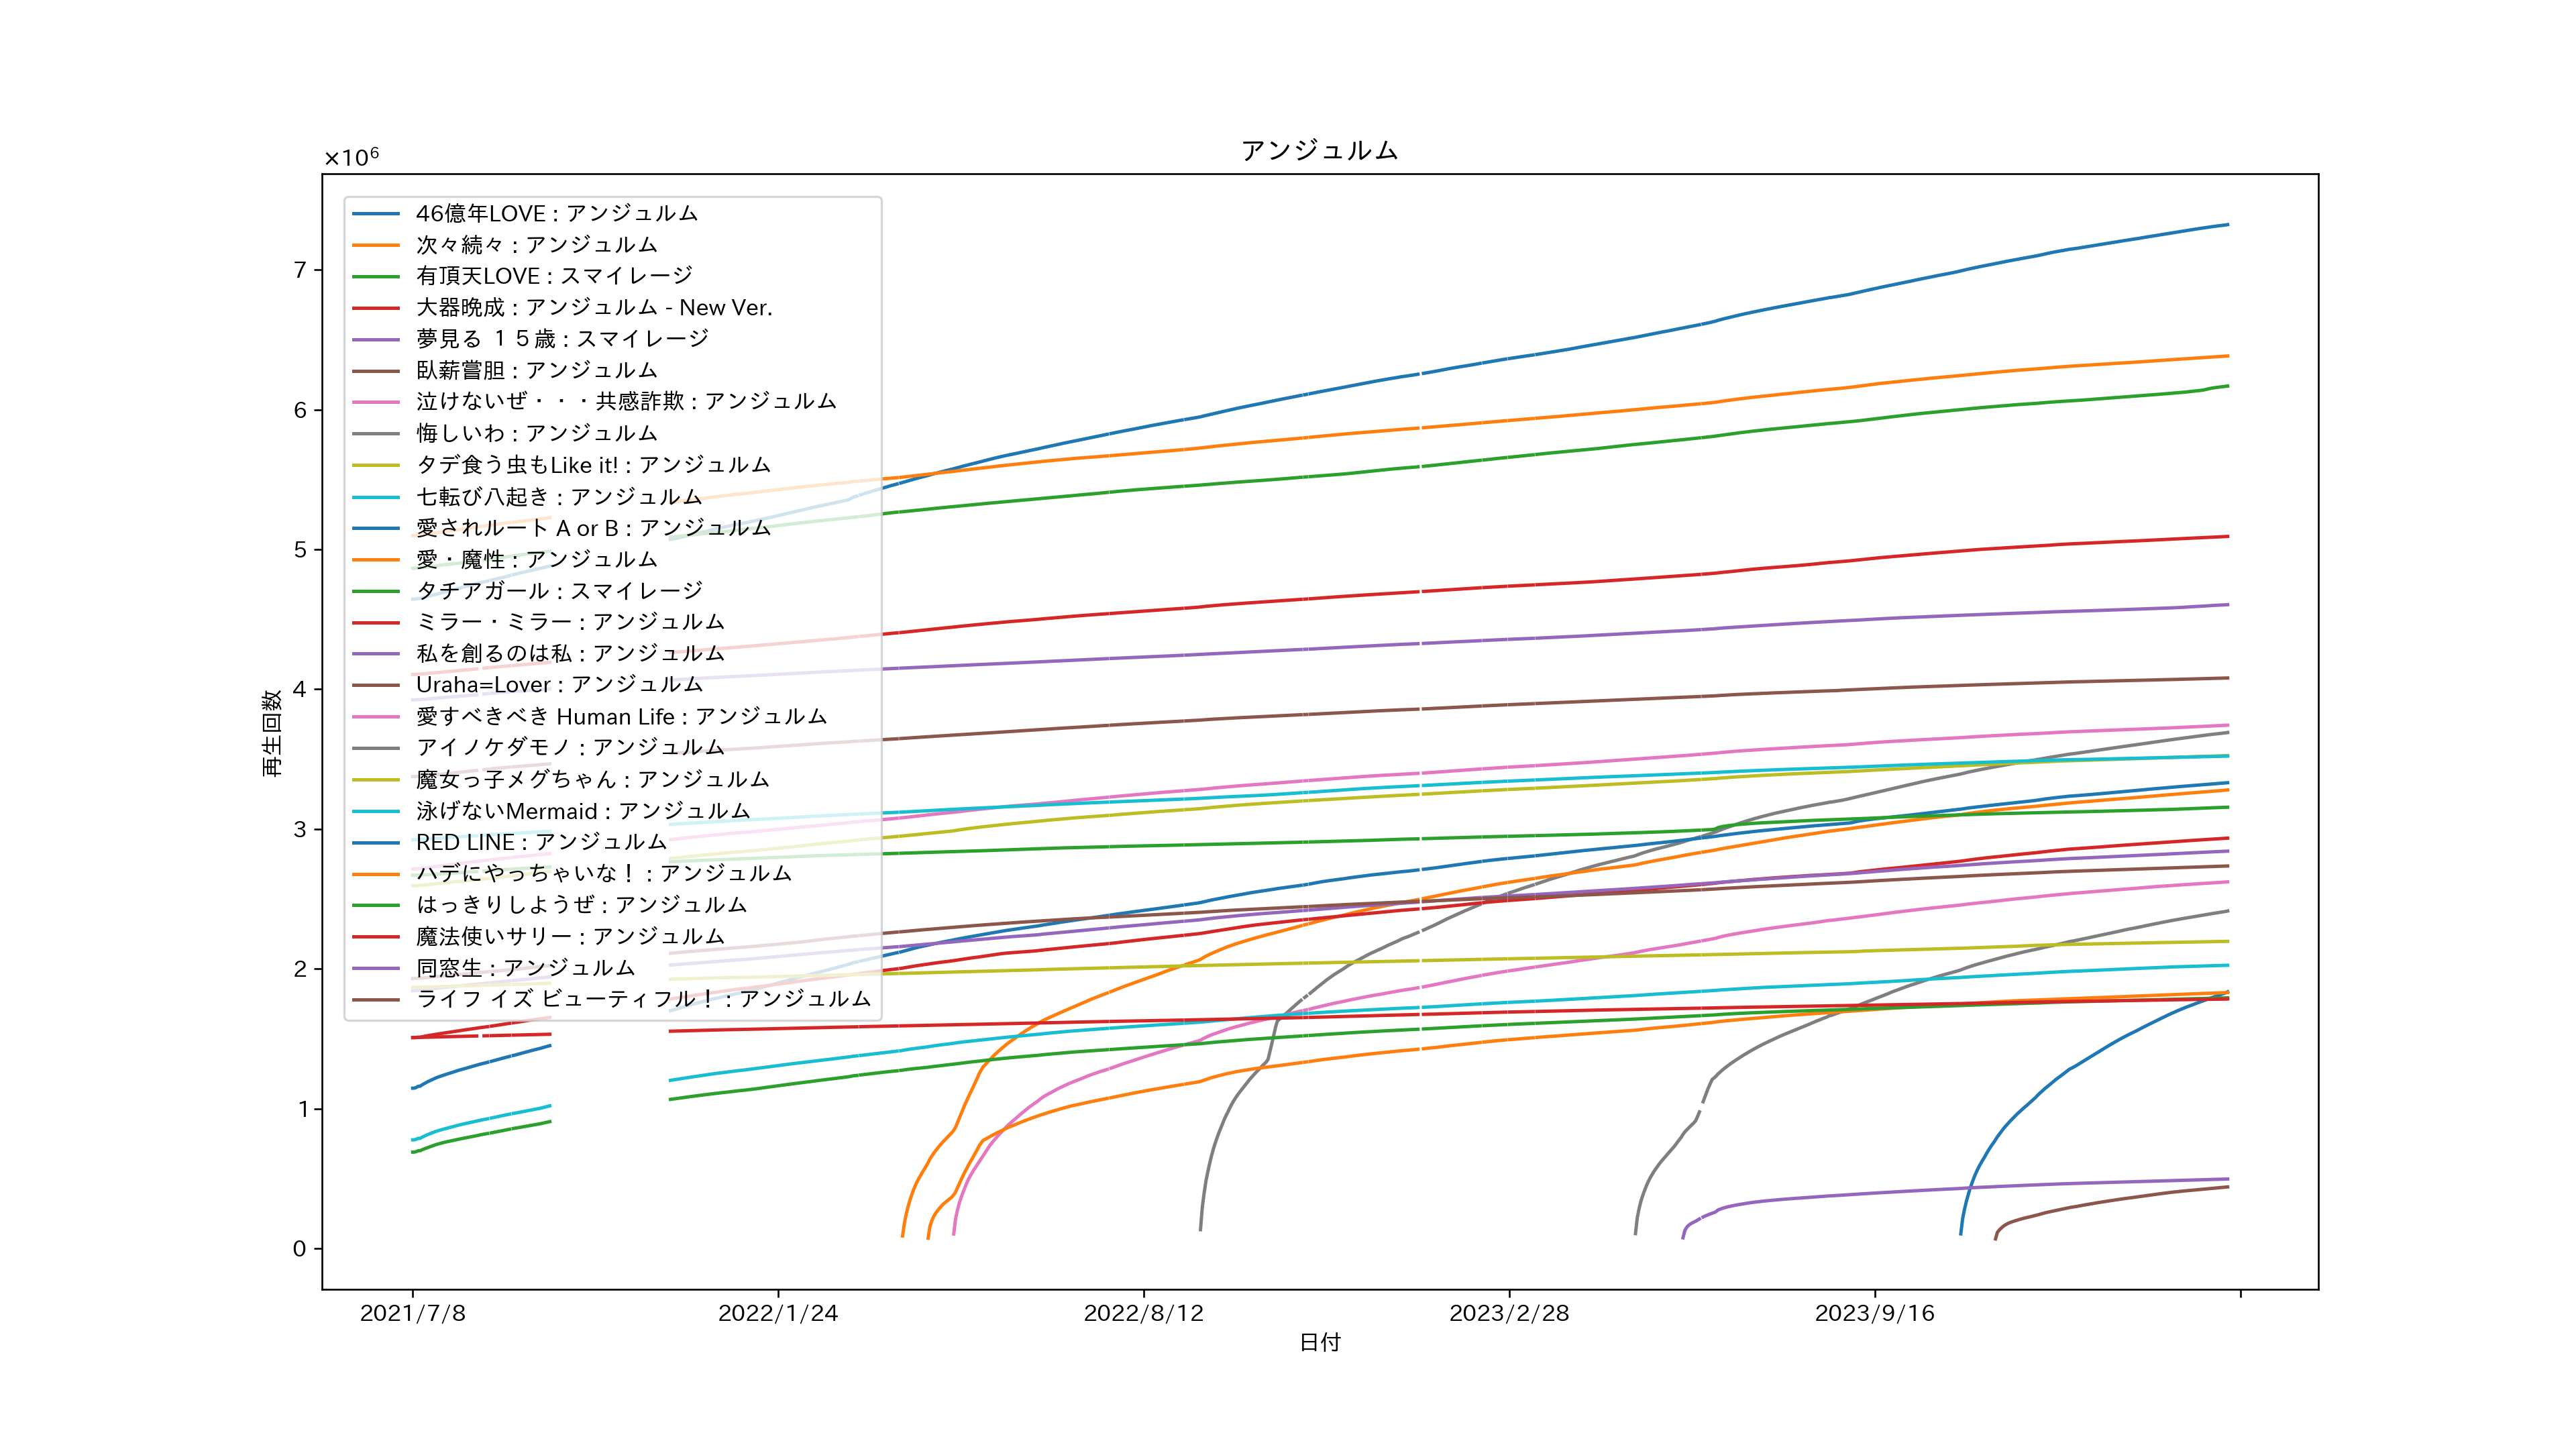 アンジュルム
×10⁶
46億年LOVE : アンジュルム
次々続々 : アンジュルム
有頂天LOVE : スマイレージ
大器晩成 : アンジュルム - New Ver.
夢見る １５歳 : スマイレージ
臥薪嘗胆 : アンジュルム
泣けないぜ・・・共感詐欺 : アンジュルム
悔しいわ : アンジュルム
タデ食う虫もLike it! : アンジュルム
七転び八起き : アンジュルム
愛されルート A or B : アンジュルム
愛・魔性 : アンジュルム
タチアガール : スマイレージ
ミラー・ミラー : アンジュルム
私を創るのは私 : アンジュルム
Uraha=Lover : アンジュルム
愛すべきべき Human Life : アンジュルム
アイノケダモノ : アンジュルム
魔女っ子メグちゃん : アンジュルム
泳げないMermaid : アンジュルム
RED LINE : アンジュルム
ハデにやっちゃいな！ : アンジュルム
はっきりしようぜ : アンジュルム
魔法使いサリー : アンジュルム
同窓生 : アンジュルム
ライフ イズ ビューティフル！ : アンジュルム
7
6
5
4
3
2
1
0
再生回数
2021/7/8 2022/1/24 2022/8/12 2023/2/28 2023/9/16
日付